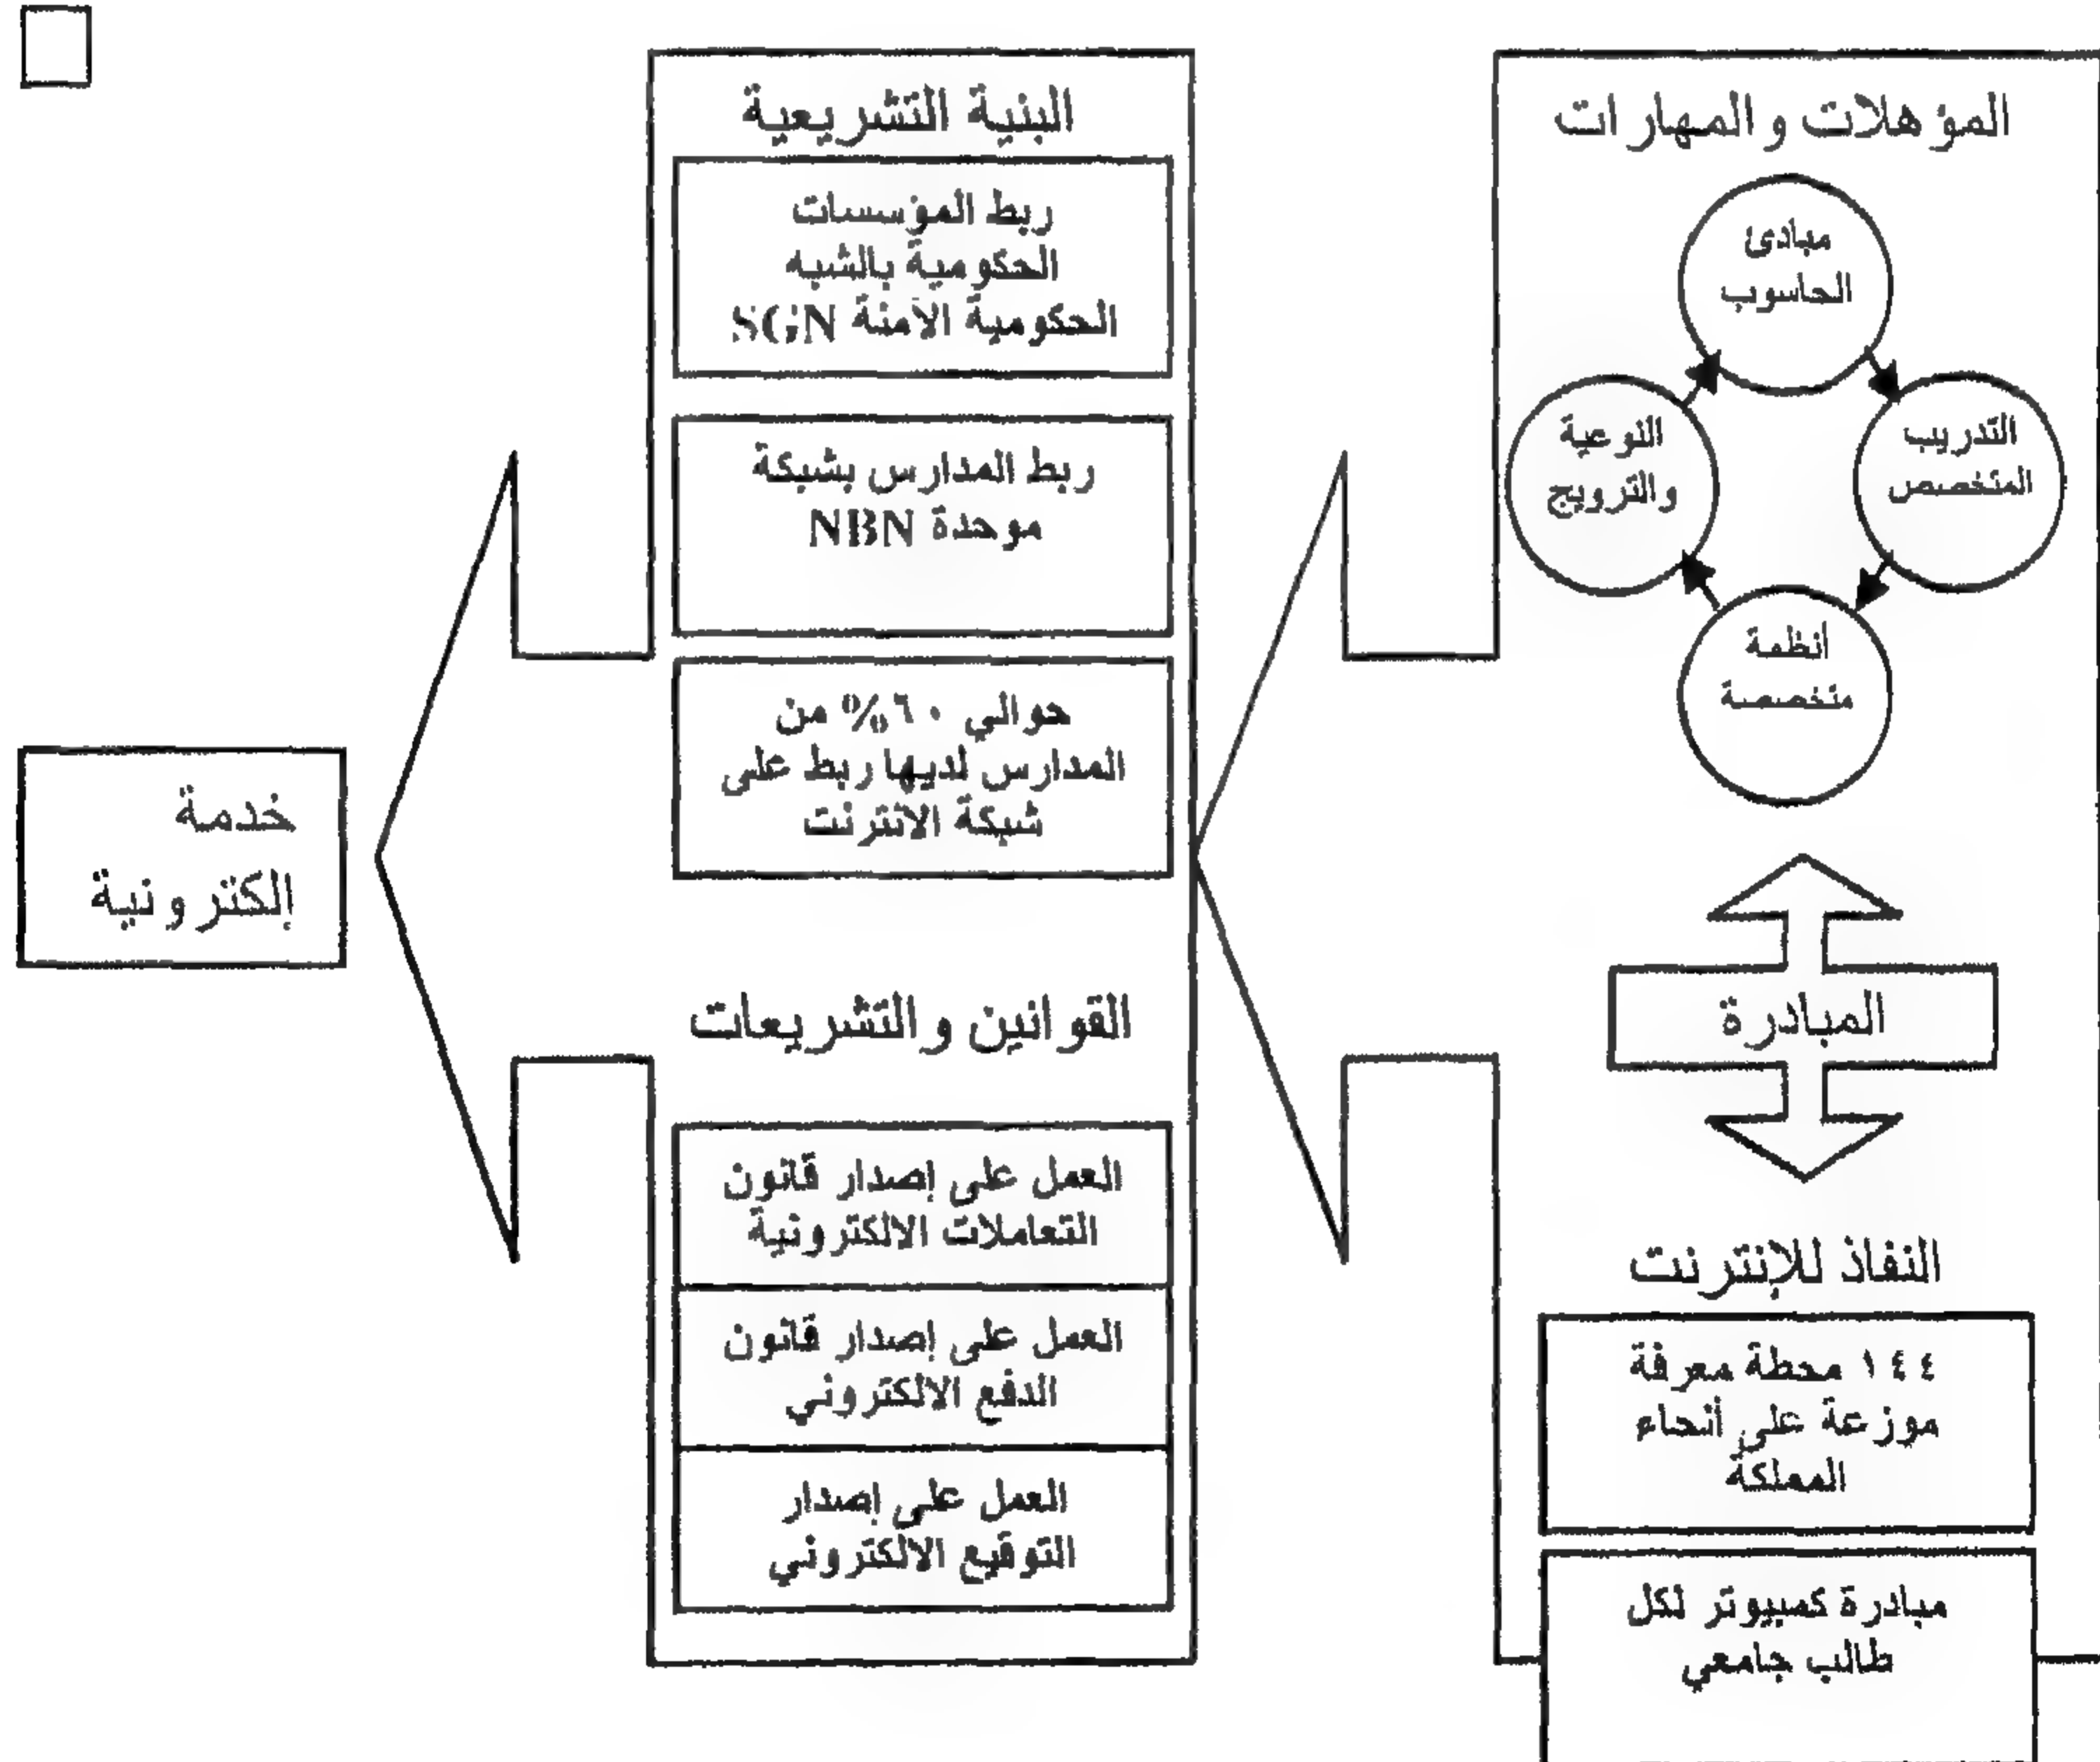 المؤهلات والمهارات
مبادئ
الحاسوب
التدريب
المتخصص
أنظمة
متخصصة
النوعية
والترويج
المبادرة
النفاذ للإنترنت
١٤٤ محطة معرفة
موزعة على أنحاء
المملكة
مبادرة كمبيوتر لكل
طالب جامعي
البنية التشريعية
ربط المؤسسات
الحكومية بالشبه
الحكومية الآمنة SGN
ربط المدارس بشبكة
موحدة NBN
حوالي ٦٠% من
المدارس لديها ربط على
شبكة الانترنت
القوانين والتشريعات
العمل على إصدار قانون
التعاملات الالكترونية
العمل على إصدار قانون
الدفع الالكتروني
العمل على إصدار
التوقيع الالكتروني
خدمة
إلكترونية